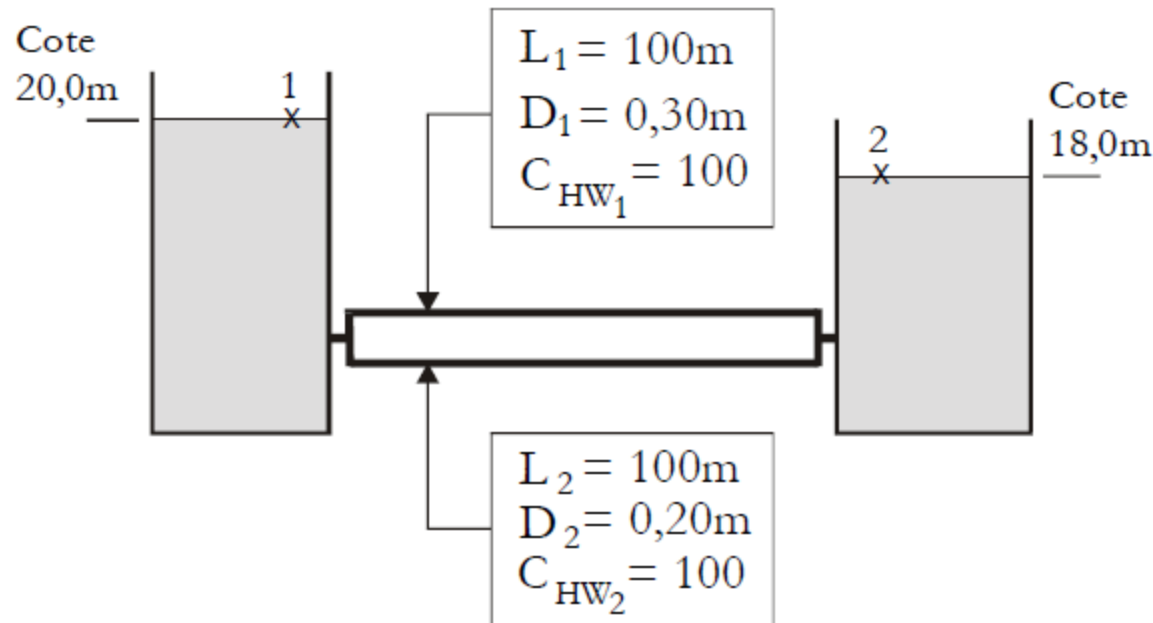 Cote
20,0m
1
x
L₁ = 100m
D₁ = 0,30m
C_HW₁ = 100
Cote
18,0m
2
x
L₂ = 100m
D₂ = 0,20m
C_HW₂ = 100